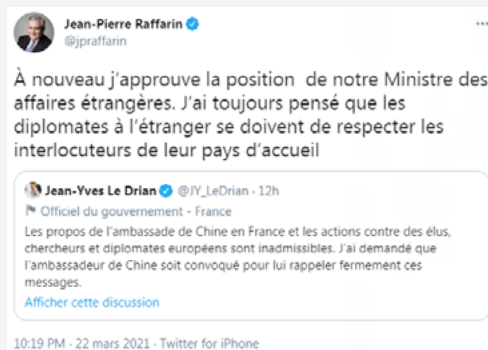 Jean-Pierre Raffarin
@jpraffarin
À nouveau j'approuve la position de notre Ministre des
affaires étrangères. J'ai toujours pensé que les
diplomates à l'étranger se doivent de respecter les
interlocuteurs de leur pays d'accueil
Jean-Yves Le Drian @JY_LeDrian · 12h
Officiel du gouvernement - France
Les propos de l'ambassade de Chine en France et les actions contre des élus,
chercheurs et diplomates européens sont inadmissibles. J'ai demandé que
l'ambassadeur de Chine soit convoqué pour lui rappeler fermement ces
messages.
Afficher cette discussion
10:19 PM · 22 mars 2021 · Twitter for iPhone